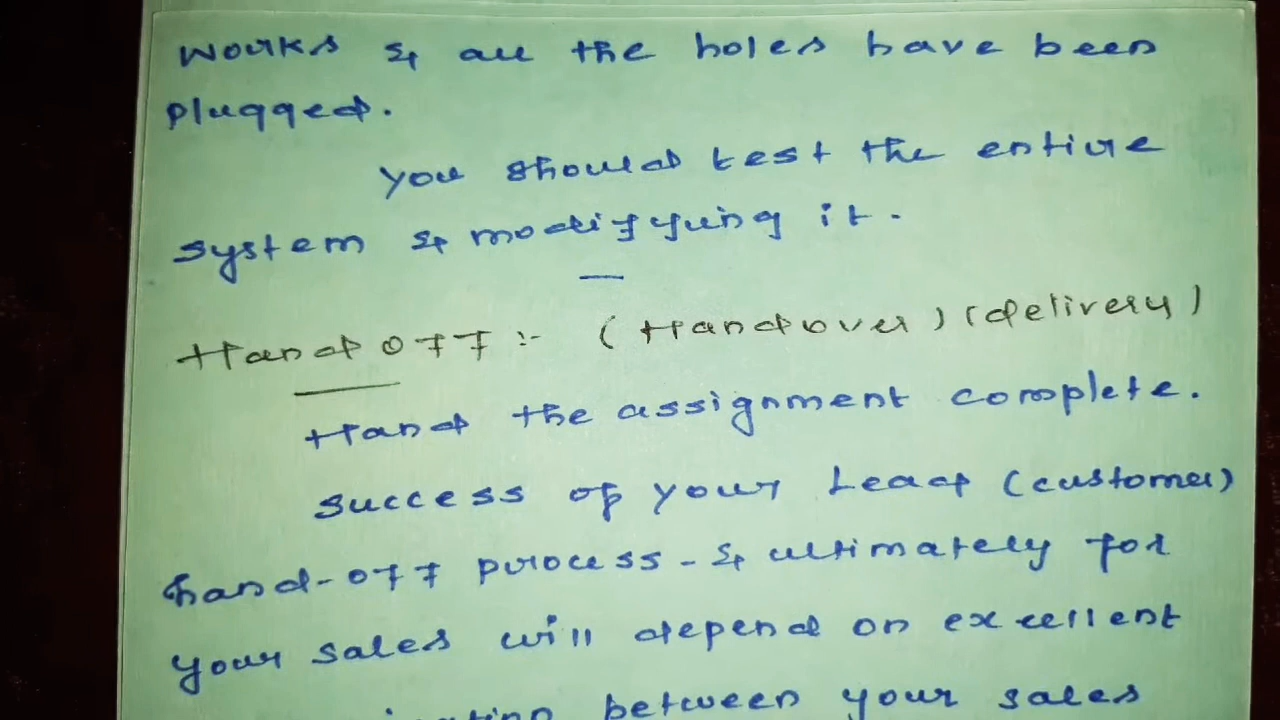 works & all the holes have been
plugged.
you should test the entire
system & modifyying it.
Hand off :- (Handover) (delivery)
Hand the assignment complete.
success of your Lead (customer)
hand-off process - & ultimately for
your sales will depend on excellent
between your sales